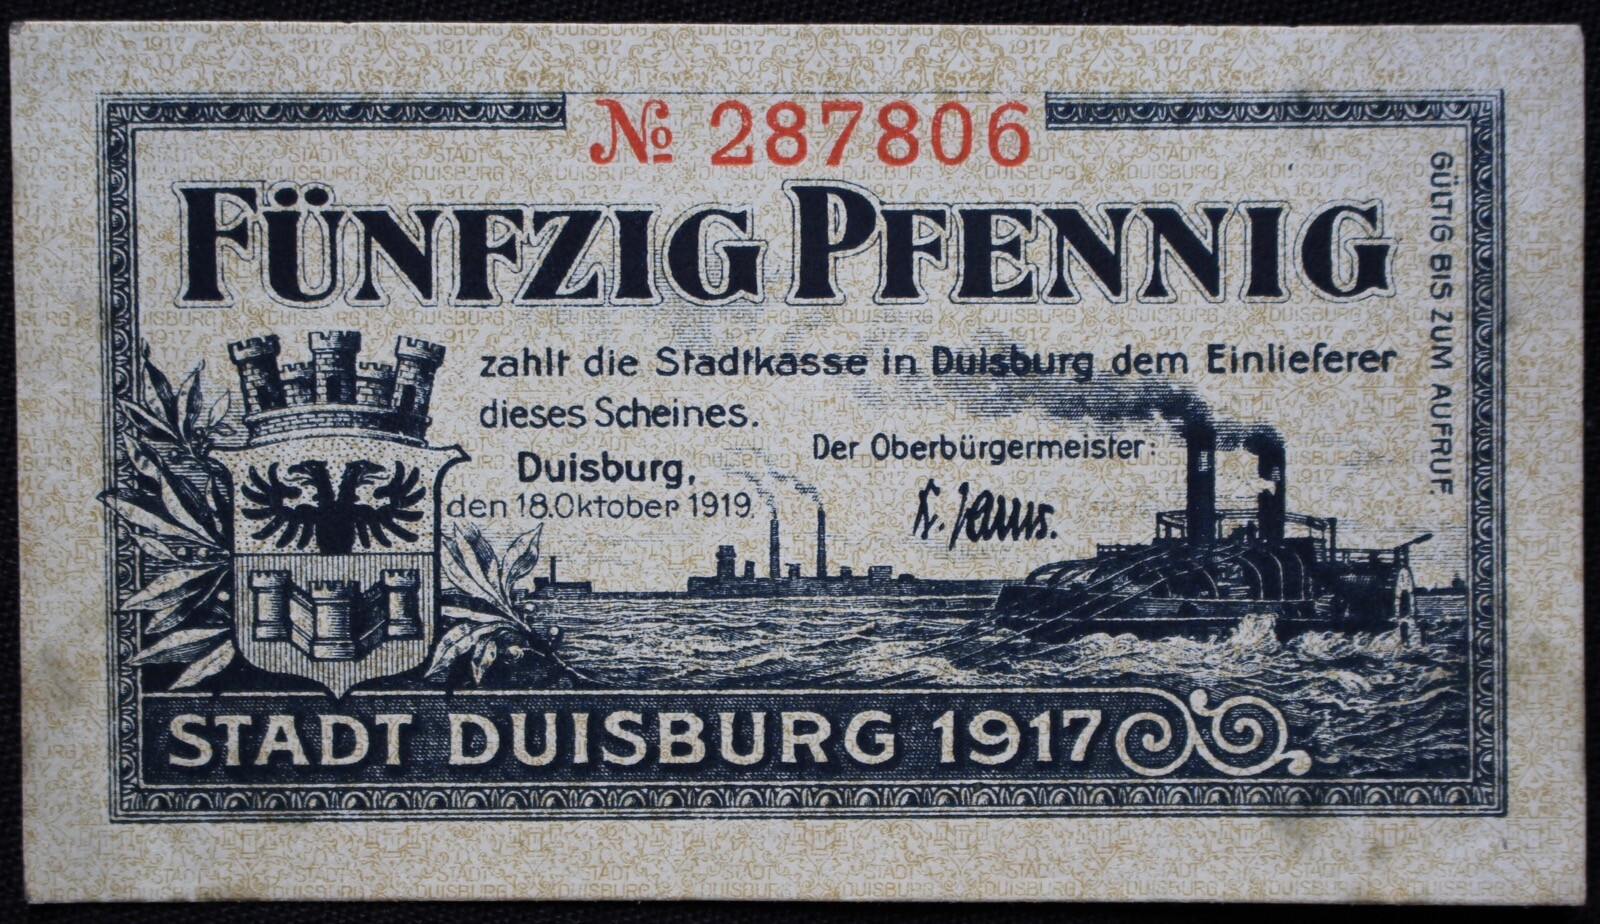 № 287806
FÜNFZIG PFENNIG
zahlt die Stadtkasse in Duisburg dem Einlieferer
dieses Scheines.
Duisburg,
den 18. Oktober 1919.
Der Oberbürgermeister:
GÜLTIG BIS ZUM AUFRUF.
STADT DUISBURG 1917